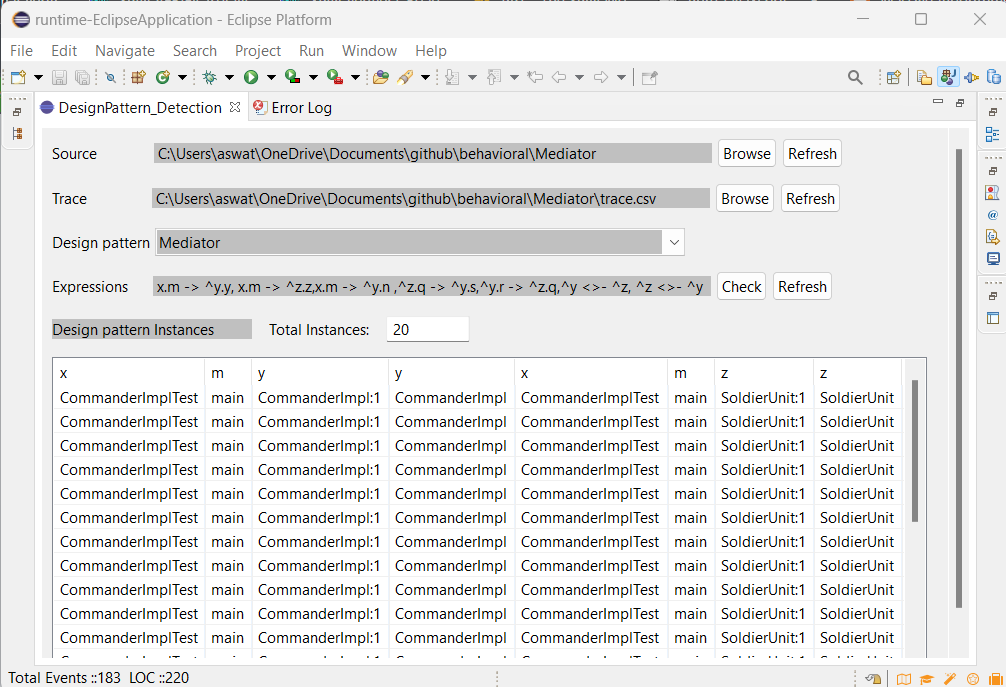 runtime-EclipseApplication - Eclipse Platform
File Edit Navigate Search Project Run Window Help
DesignPattern_Detection Error Log
Source C:\Users\aswat\OneDrive\Documents\github\behavioral\Mediator Browse Refresh
Trace C:\Users\aswat\OneDrive\Documents\github\behavioral\Mediator\trace.csv Browse Refresh
Design pattern Mediator
Expressions x.m -> ^y.y, x.m -> ^z.z,x.m -> ^y.n ,^z.q -> ^y.s,^y.r -> ^z.q,^y <>- ^z, ^z <>- ^y Check Refresh
Design pattern Instances Total Instances: 20
x m y y x m z z
CommanderImplTest main CommanderImpl:1 CommanderImpl CommanderImplTest main SoldierUnit:1 SoldierUnit
CommanderImplTest main CommanderImpl:1 CommanderImpl CommanderImplTest main SoldierUnit:1 SoldierUnit
CommanderImplTest main CommanderImpl:1 CommanderImpl CommanderImplTest main SoldierUnit:1 SoldierUnit
CommanderImplTest main CommanderImpl:1 CommanderImpl CommanderImplTest main SoldierUnit:1 SoldierUnit
CommanderImplTest main CommanderImpl:1 CommanderImpl CommanderImplTest main SoldierUnit:1 SoldierUnit
CommanderImplTest main CommanderImpl:1 CommanderImpl CommanderImplTest main SoldierUnit:1 SoldierUnit
CommanderImplTest main CommanderImpl:1 CommanderImpl CommanderImplTest main SoldierUnit:1 SoldierUnit
CommanderImplTest main CommanderImpl:1 CommanderImpl CommanderImplTest main SoldierUnit:1 SoldierUnit
CommanderImplTest main CommanderImpl:1 CommanderImpl CommanderImplTest main SoldierUnit:1 SoldierUnit
CommanderImplTest main CommanderImpl:1 CommanderImpl CommanderImplTest main SoldierUnit:1 SoldierUnit
CommanderImplTest main CommanderImpl:1 CommanderImpl CommanderImplTest main SoldierUnit:1 SoldierUnit
Total Events ::183 LOC ::220